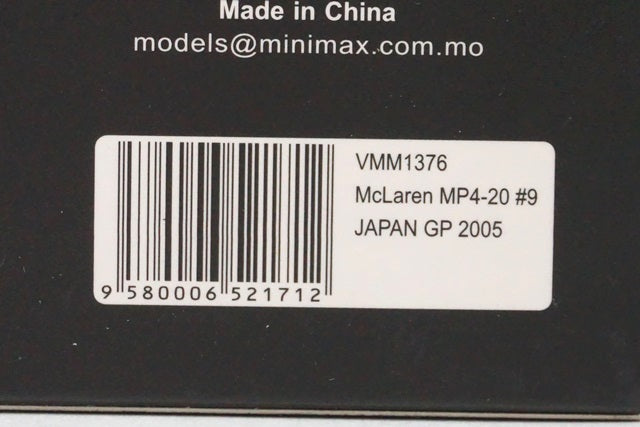 Made in China
models@minimax.com.mo
VMM1376
McLaren MP4-20 #9
JAPAN GP 2005
9 580006 521712